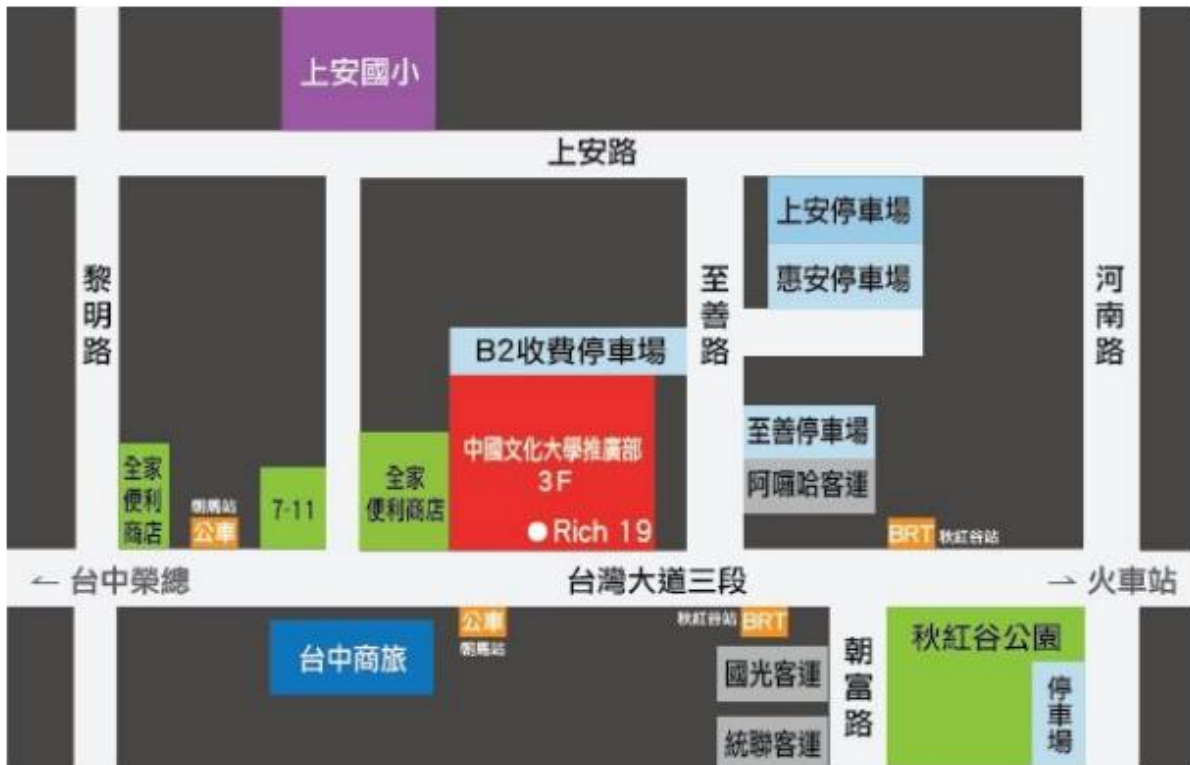 上安國小
上安路
上安停車場
惠安停車場
黎明路
至善路
河南路
B2收費停車場
中國文化大學推廣部
3F
Rich 19
至善停車場
阿囉哈客運
全家
便利
商店
朝馬站
公車
7-11
全家
便利商店
BRT 秋紅谷站
← 台中榮總
台灣大道三段
→ 火車站
台中商旅
公車
朝馬站
秋紅谷站 BRT
國光客運
統聯客運
朝富路
秋紅谷公園
停車場